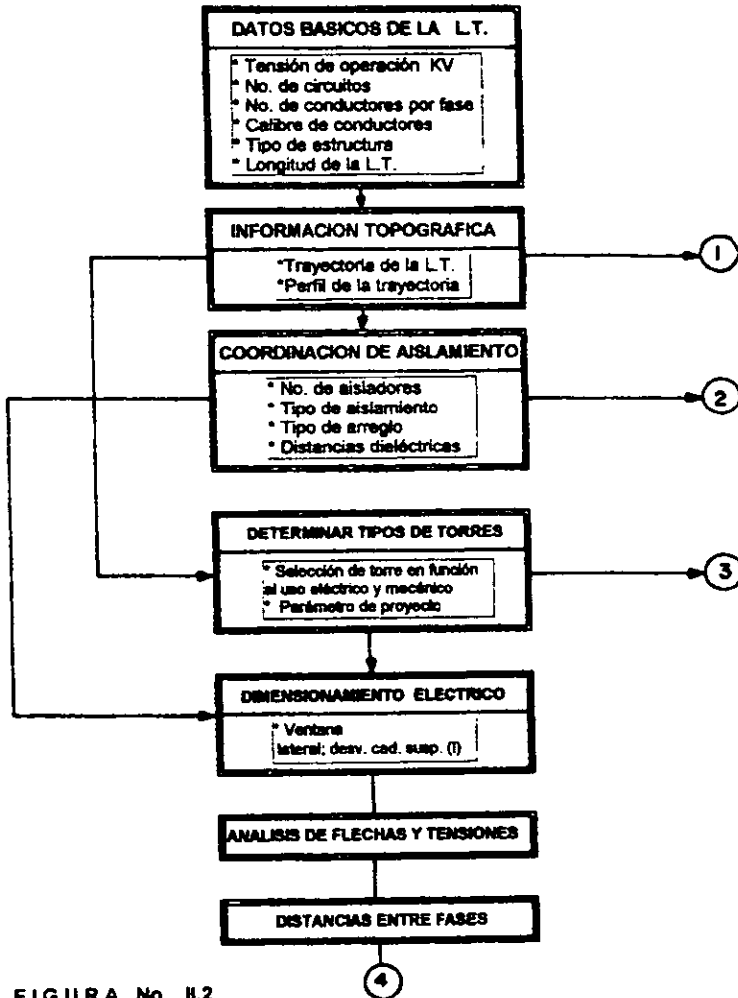 DATOS BASICOS DE LA L.T.
* Tensión de operación KV
* No. de circuitos
* No. de conductores por fase
* Calibre de conductores
* Tipo de estructura
* Longitud de la L.T.
INFORMACION TOPOGRAFICA
*Trayectoria de la L.T.
*Perfil de la trayectoria
1
COORDINACION DE AISLAMIENTO
* No. de aisladores
* Tipo de aislamiento
* Tipo de arreglo
* Distancias dieléctricas
2
DETERMINAR TIPOS DE TORRES
* Selección de torre en función
al uso eléctrico y mecánico
* Parámetro de proyecto
3
DIMENSIONAMIENTO ELECTRICO
* Ventana
lateral; desv. cad. susp. (I)
ANALISIS DE FLECHAS Y TENSIONES
DISTANCIAS ENTRE FASES
4
FIGURA No. II.2